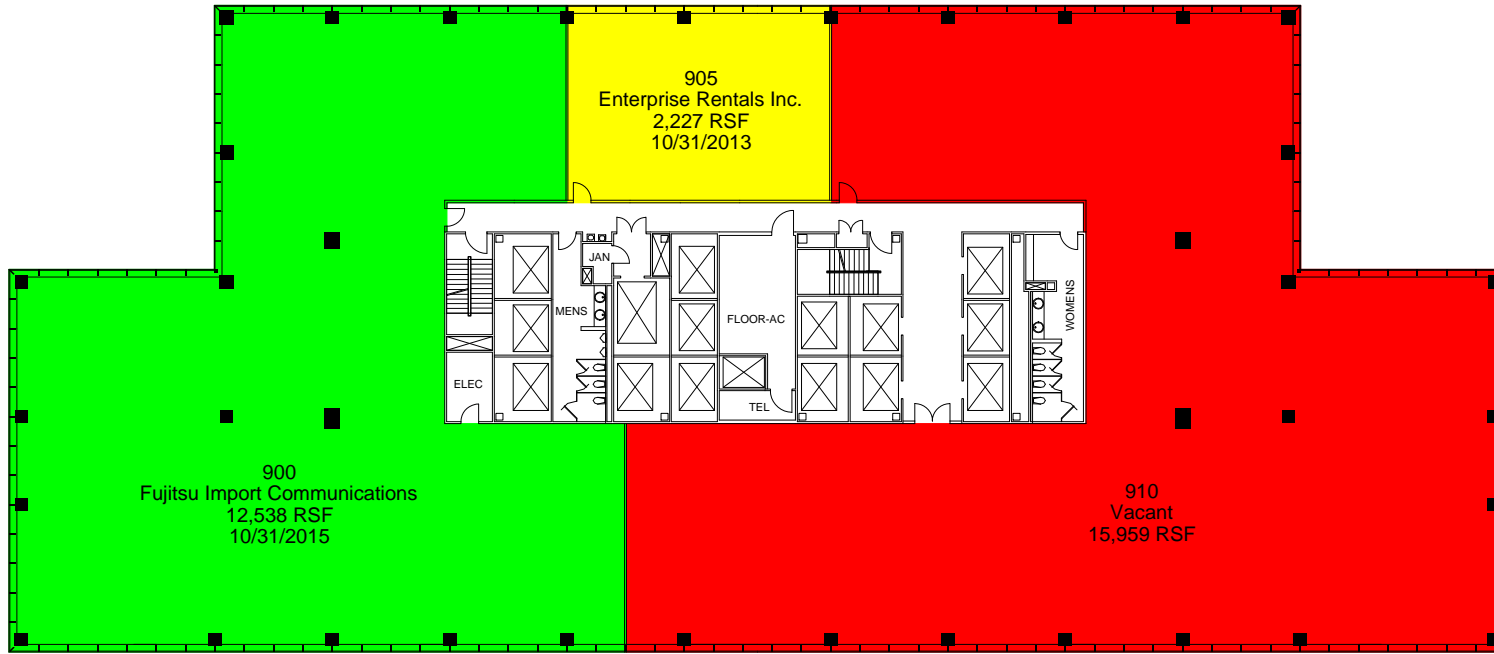 905
Enterprise Rentals Inc.
2,227 RSF
10/31/2013
JAN
MENS
FLOOR-AC
WOMENS
ELEC
TEL
900
Fujitsu Import Communications
12,538 RSF
10/31/2015
910
Vacant
15,959 RSF